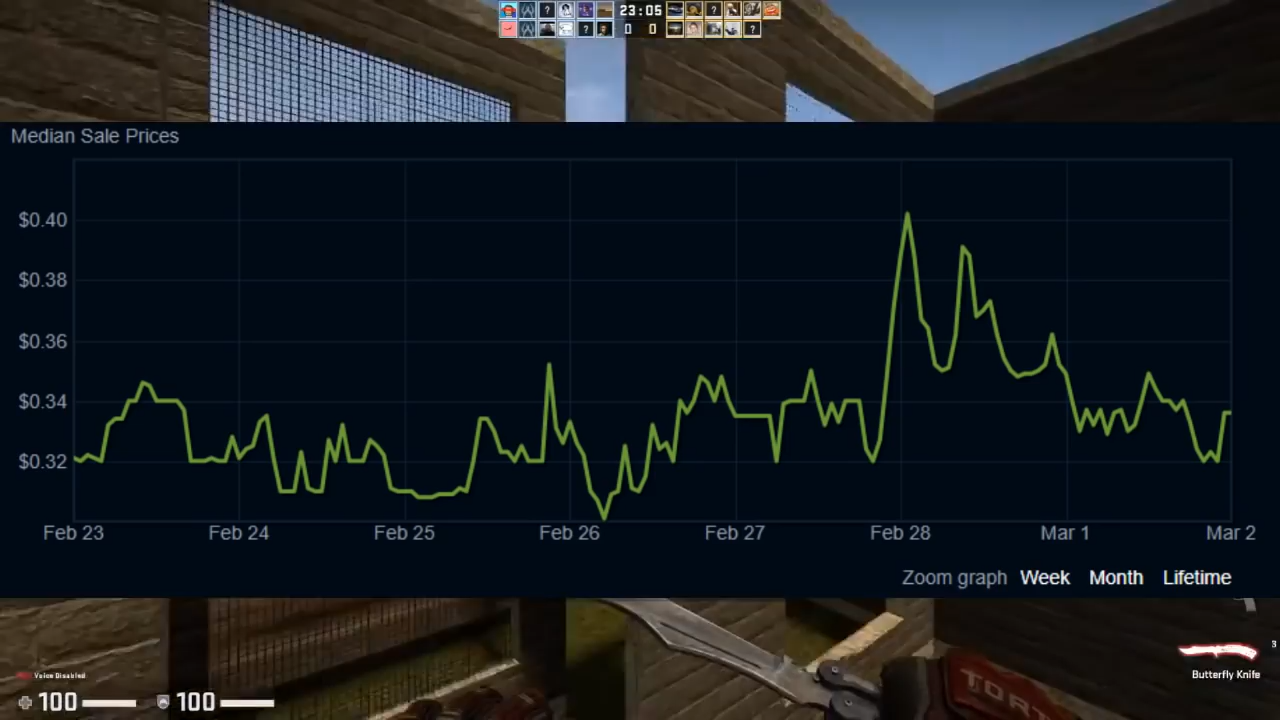 23:05
0 0
Median Sale Prices
$0.40
$0.38
$0.36
$0.34
$0.32
Feb 23 Feb 24 Feb 25 Feb 26 Feb 27 Feb 28 Mar 1 Mar 2
Zoom graph Week Month Lifetime
3
Butterfly Knife
Voice Disabled
100 100
TORT